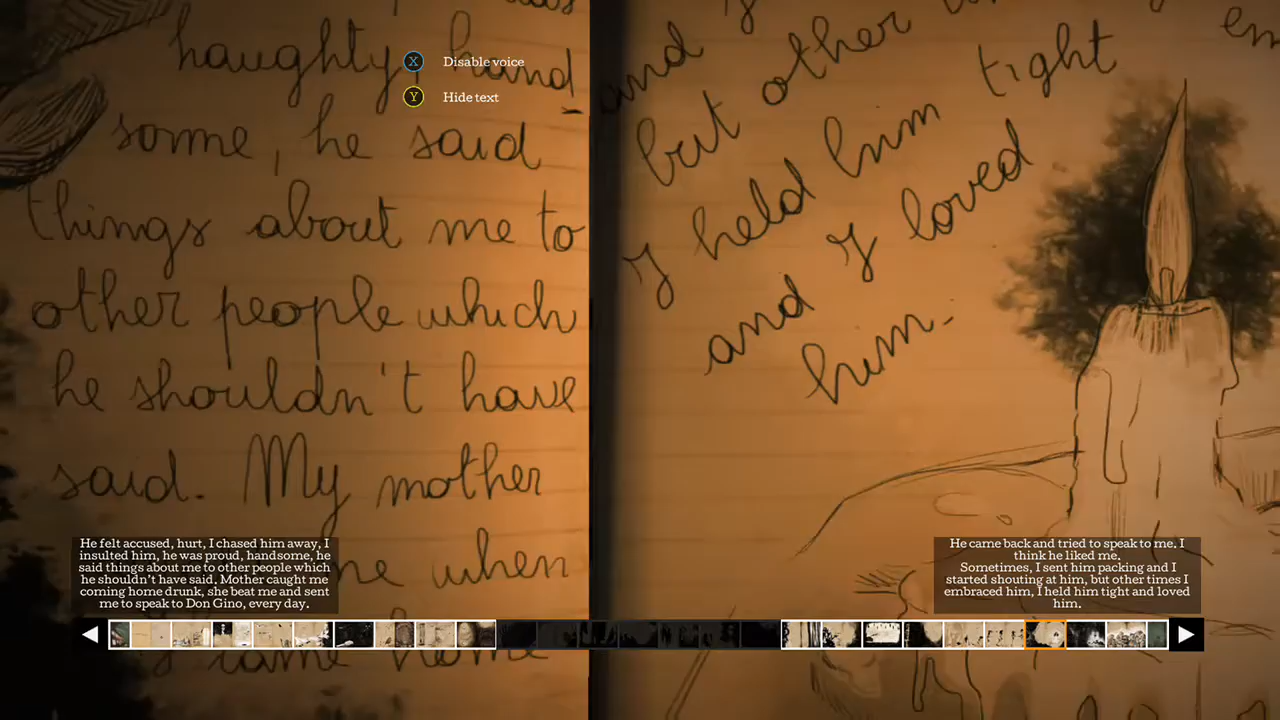 haughty, hand_
some, he said
things about me to
other people which
he shouldn't have
said. My mother
me when
I came home
and
but other
I held him tight
and I loved
him.
X Disable voice
Y Hide text
He felt accused, hurt, I chased him away, I
insulted him, he was proud, handsome, he
said things about me to other people which
he shouldn't have said. Mother caught me
coming home drunk, she beat me and sent
me to speak to Don Gino, every day.
He came back and tried to speak to me. I
think he liked me.
Sometimes, I sent him packing and I
started shouting at him, but other times I
embraced him, I held him tight and loved
him.